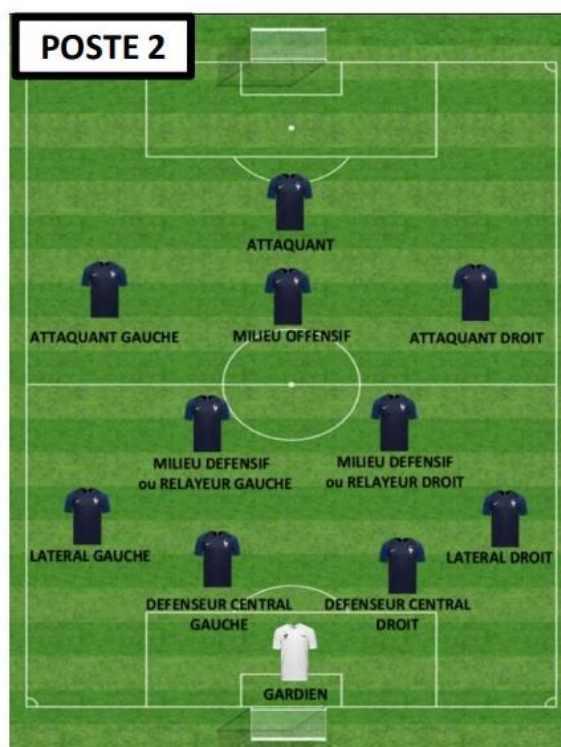 POSTE 2
ATTAQUANT
ATTAQUANT GAUCHE
MILIEU OFFENSIF
ATTAQUANT DROIT
MILIEU DEFENSIF
ou RELAYEUR GAUCHE
MILIEU DEFENSIF
ou RELAYEUR DROIT
LATERAL GAUCHE
LATERAL DROIT
DEFENSEUR CENTRAL
GAUCHE
DEFENSEUR CENTRAL
DROIT
GARDIEN